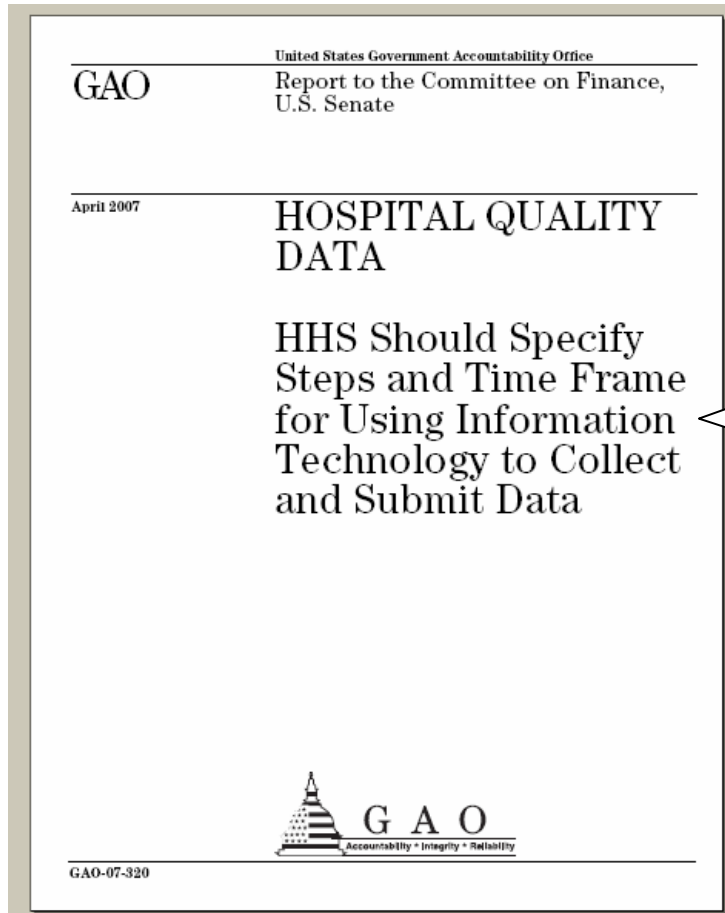 United States Government Accountability Office
GAO
Report to the Committee on Finance,
U.S. Senate
April 2007
HOSPITAL QUALITY
DATA
HHS Should Specify
Steps and Time Frame
for Using Information
Technology to Collect
and Submit Data
G A O
Accountability * Integrity * Reliability
GAO-07-320